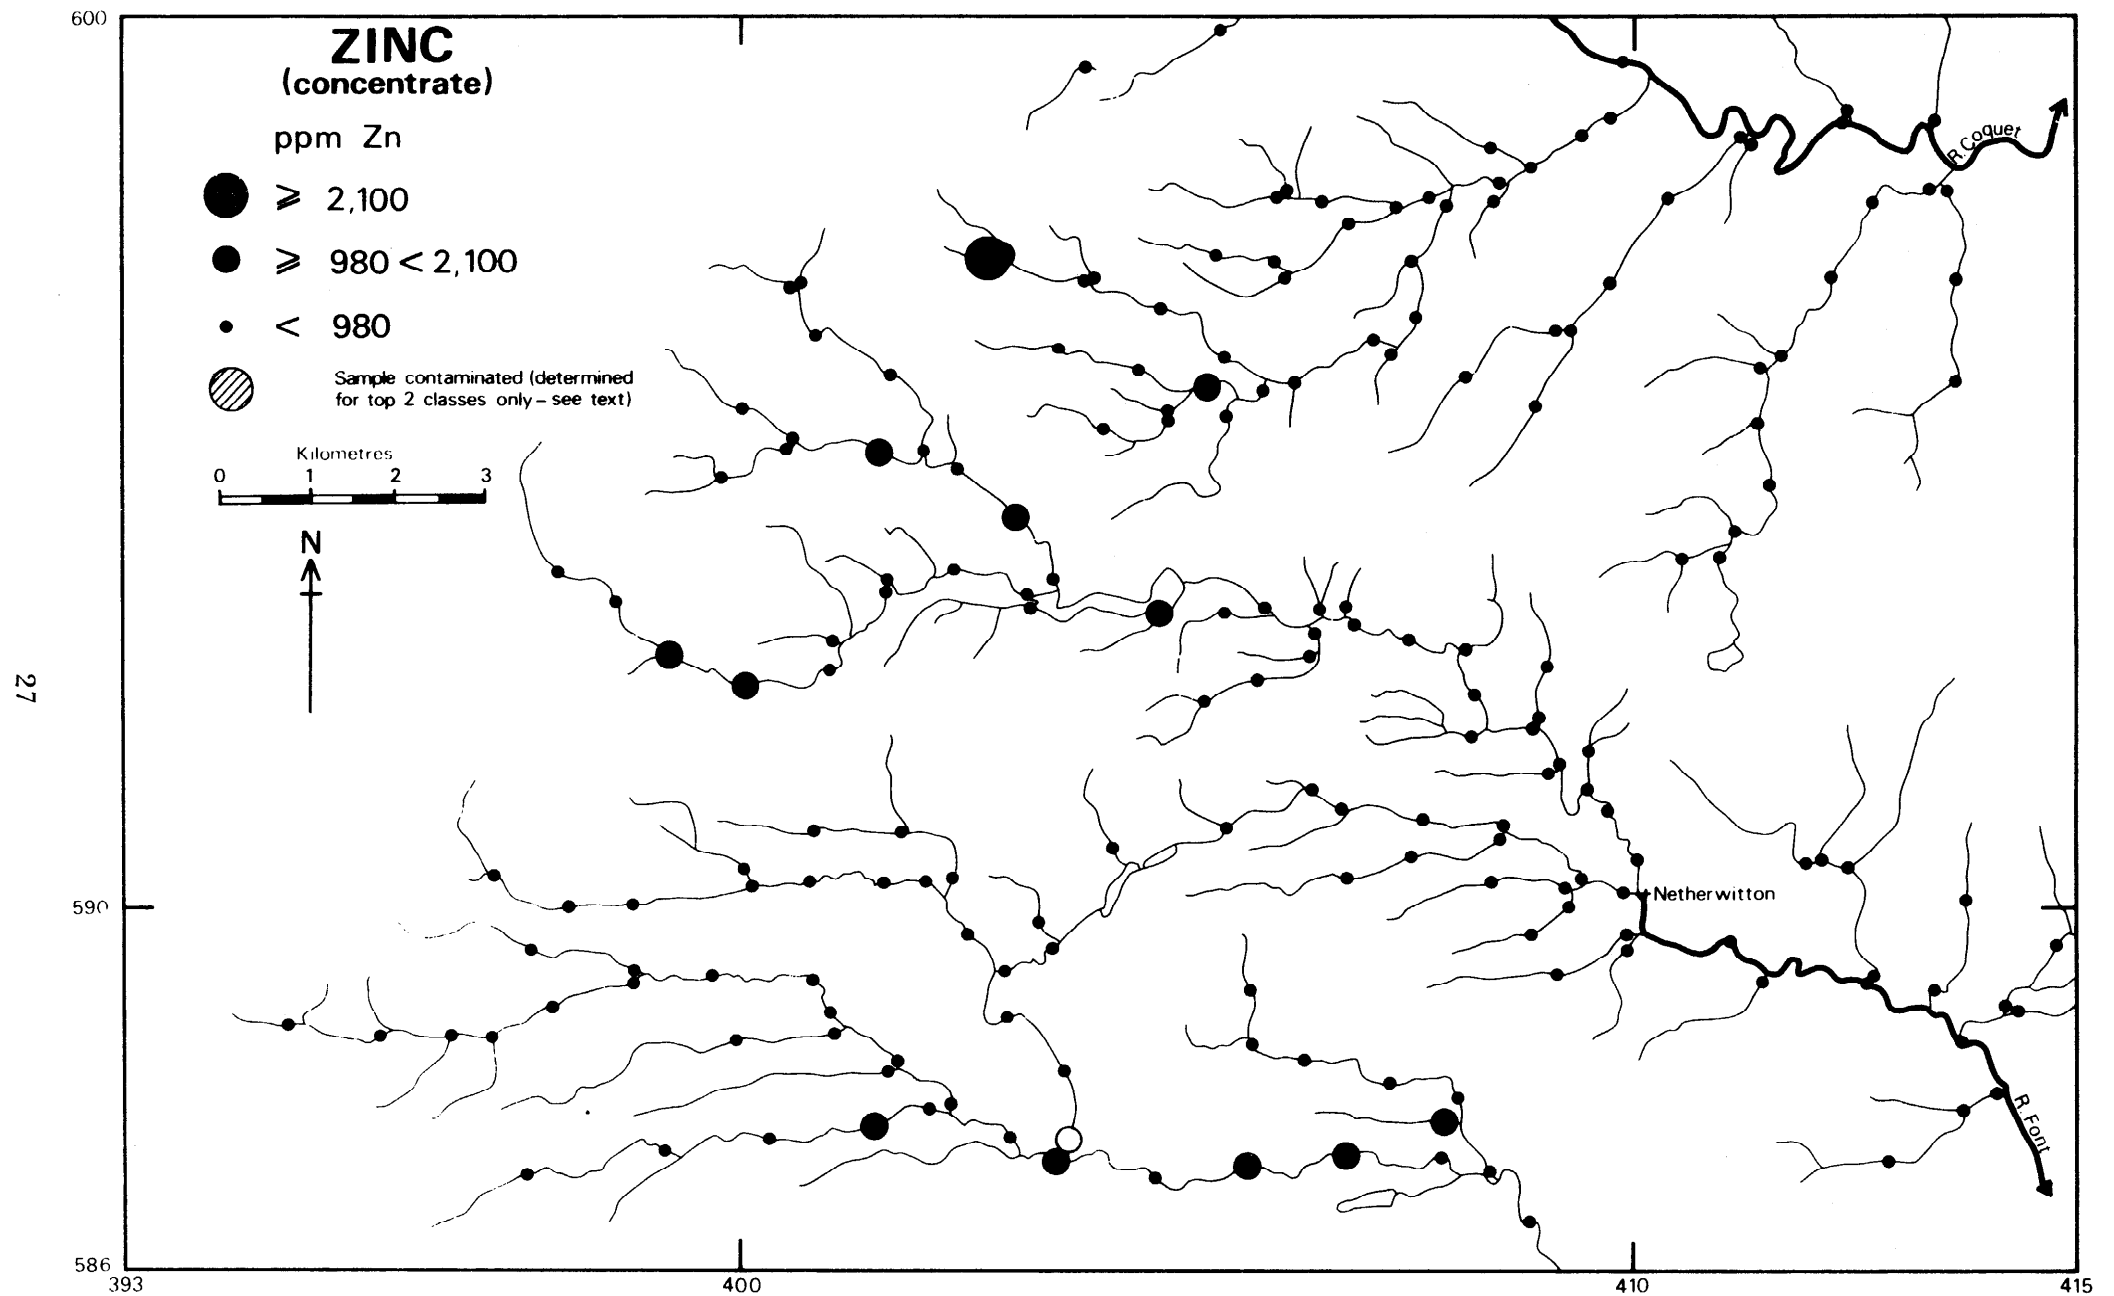 600
ZINC
(concentrate)
ppm Zn
⩾ 2,100
⩾ 980 < 2,100
< 980
Sample contaminated (determined
for top 2 classes only – see text)
Kilometres
0 1 2 3
N
R. Coquet
27
590
Netherwitton
R. Font
586
393 400 410 415